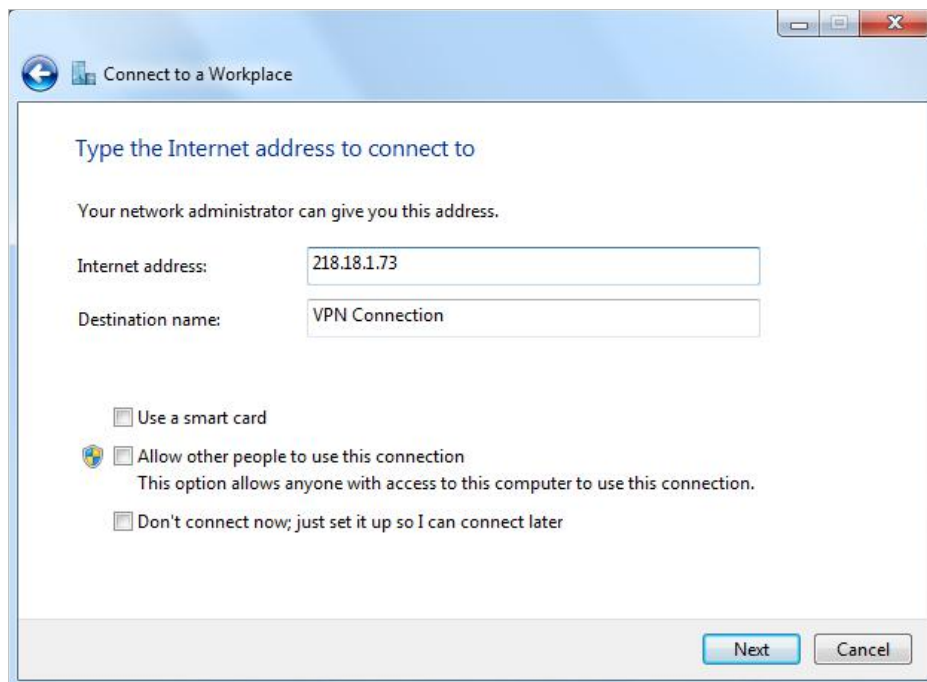 Connect to a Workplace
Type the Internet address to connect to
Your network administrator can give you this address.
Internet address: 218.18.1.73
Destination name: VPN Connection
Use a smart card
Allow other people to use this connection
This option allows anyone with access to this computer to use this connection.
Don't connect now; just set it up so I can connect later
Next Cancel